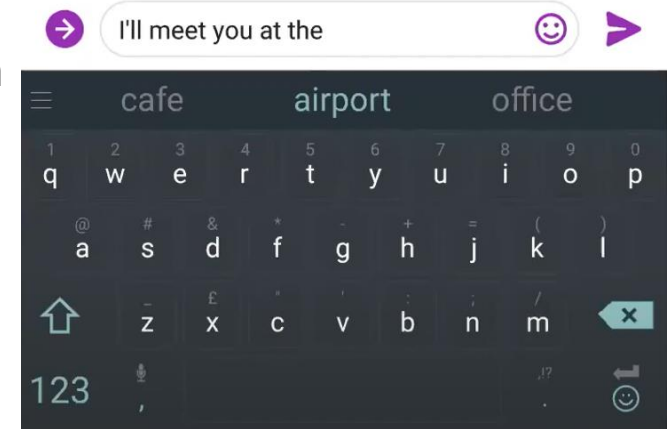 I'll meet you at the
cafe airport office
1 2 3 4 5 6 7 8 9 0
q w e r t y u i o p
@ # & * - + = ( )
a s d f g h j k l
_ £ " ' : ; /
z x c v b n m
123 , ,!? .